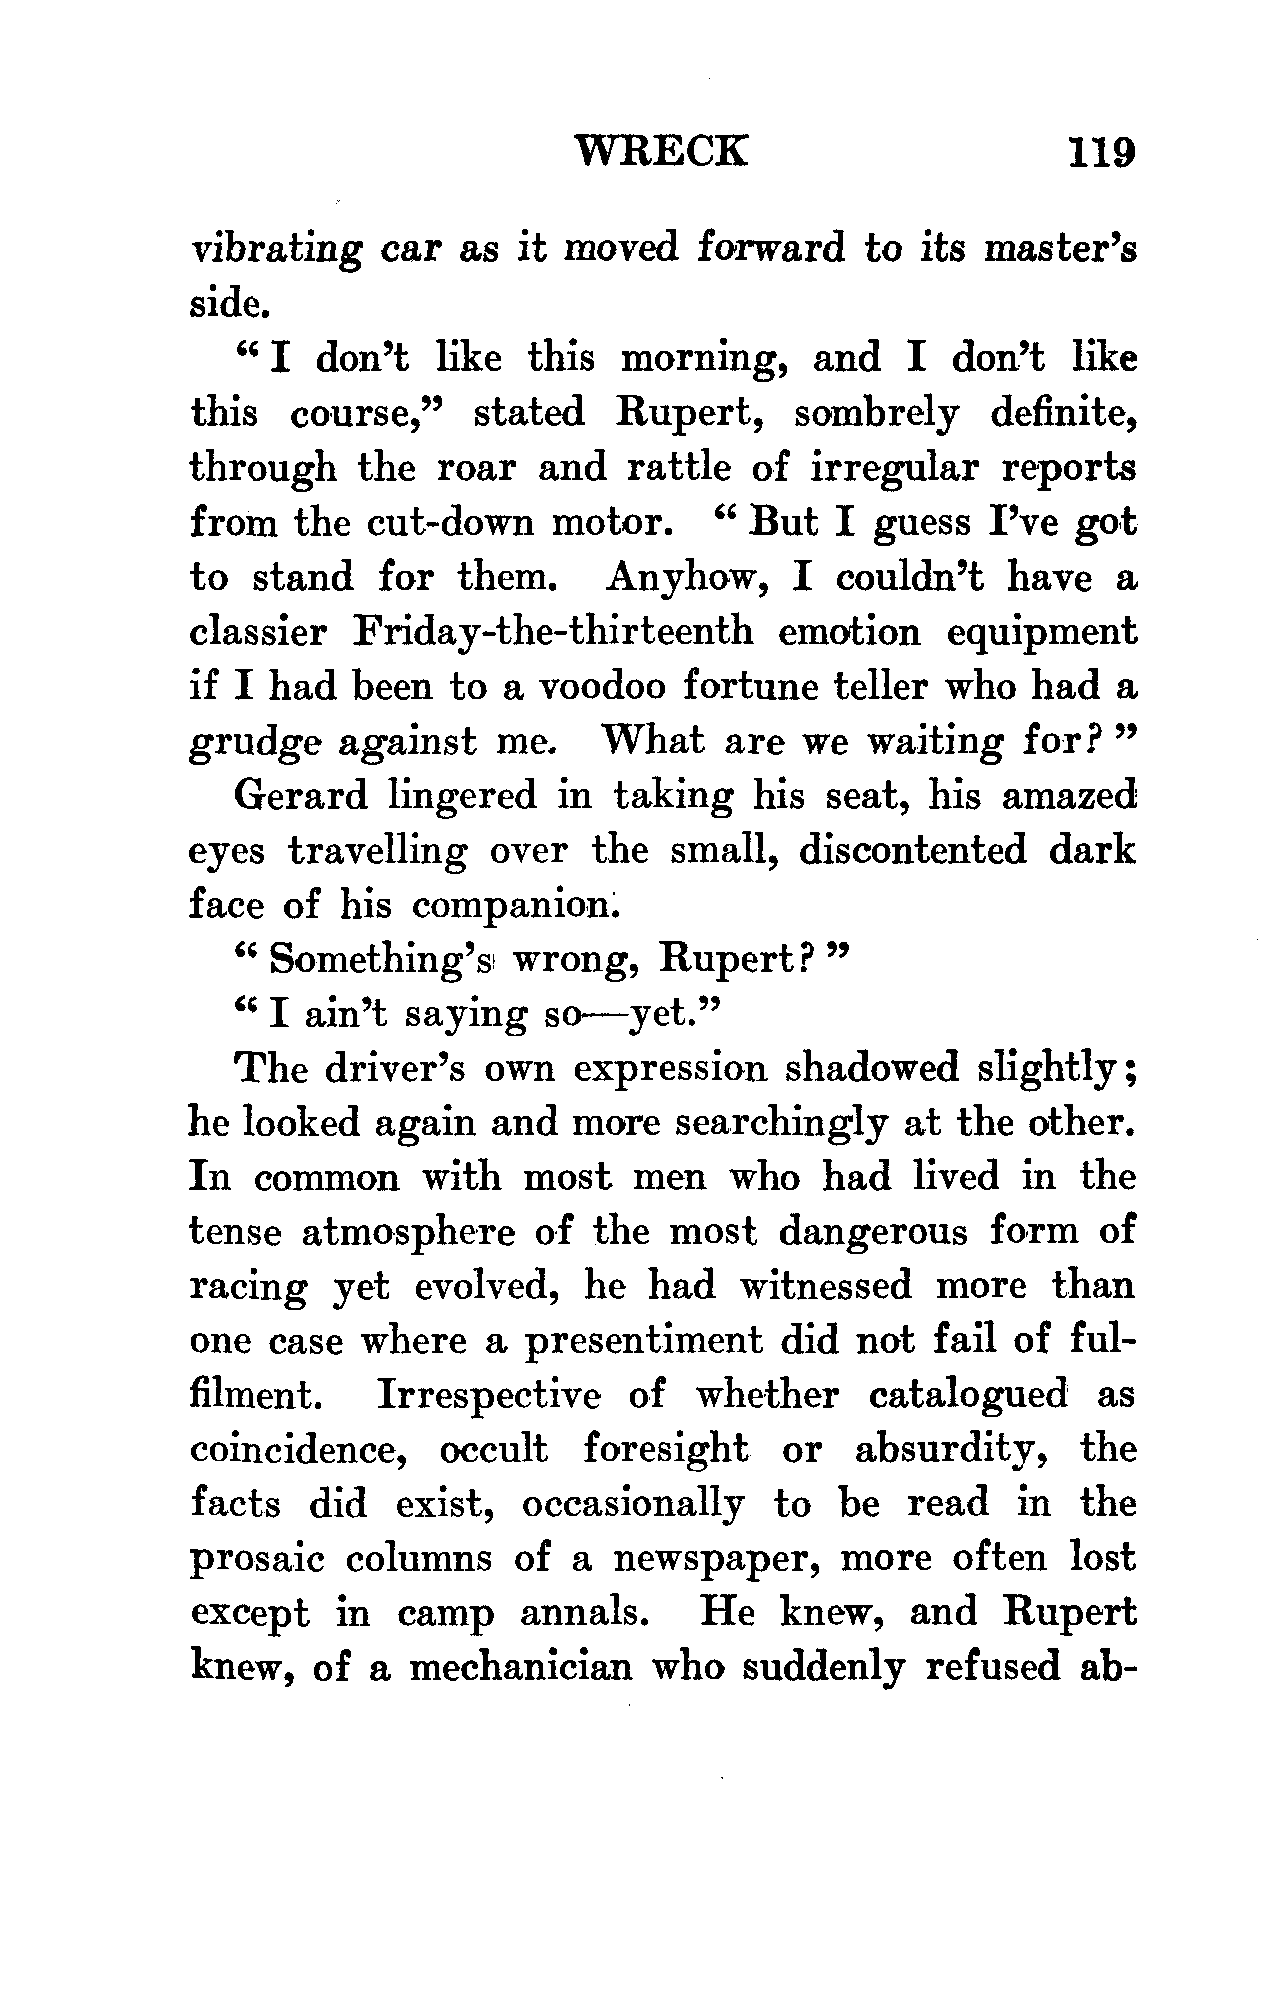 WRECK 119
vibrating car as it moved forward to its master's
side.
“ I don't like this morning, and I don't like
this course,” stated Rupert, sombrely definite,
through the roar and rattle of irregular reports
from the cut-down motor. “ But I guess I've got
to stand for them. Anyhow, I couldn't have a
classier Friday-the-thirteenth emotion equipment
if I had been to a voodoo fortune teller who had a
grudge against me. What are we waiting for? ”
Gerard lingered in taking his seat, his amazed
eyes travelling over the small, discontented dark
face of his companion.
“ Something's wrong, Rupert? ”
“ I ain't saying so—yet.”
The driver's own expression shadowed slightly;
he looked again and more searchingly at the other.
In common with most men who had lived in the
tense atmosphere of the most dangerous form of
racing yet evolved, he had witnessed more than
one case where a presentiment did not fail of ful-
filment. Irrespective of whether catalogued as
coincidence, occult foresight or absurdity, the
facts did exist, occasionally to be read in the
prosaic columns of a newspaper, more often lost
except in camp annals. He knew, and Rupert
knew, of a mechanician who suddenly refused ab-